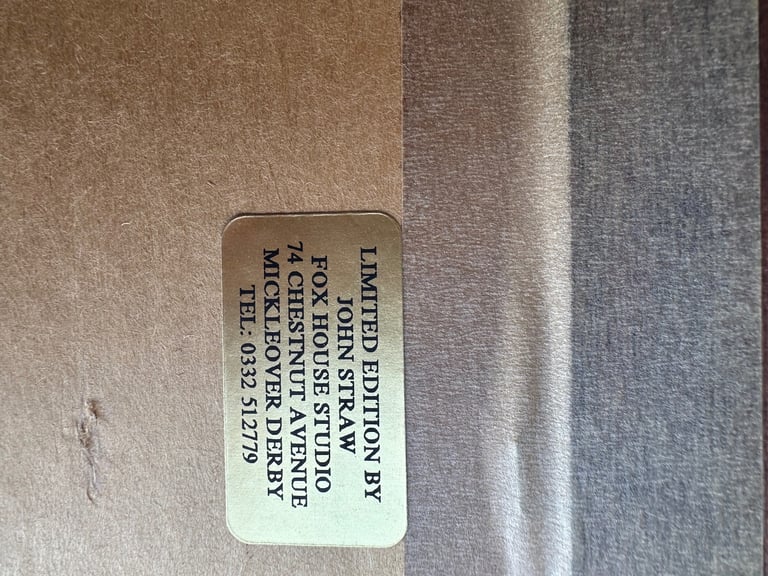 LIMITED EDITION BY
JOHN STRAW
FOX HOUSE STUDIO
74 CHESTNUT AVENUE
MICKLEOVER DERBY
TEL: 0332 512779